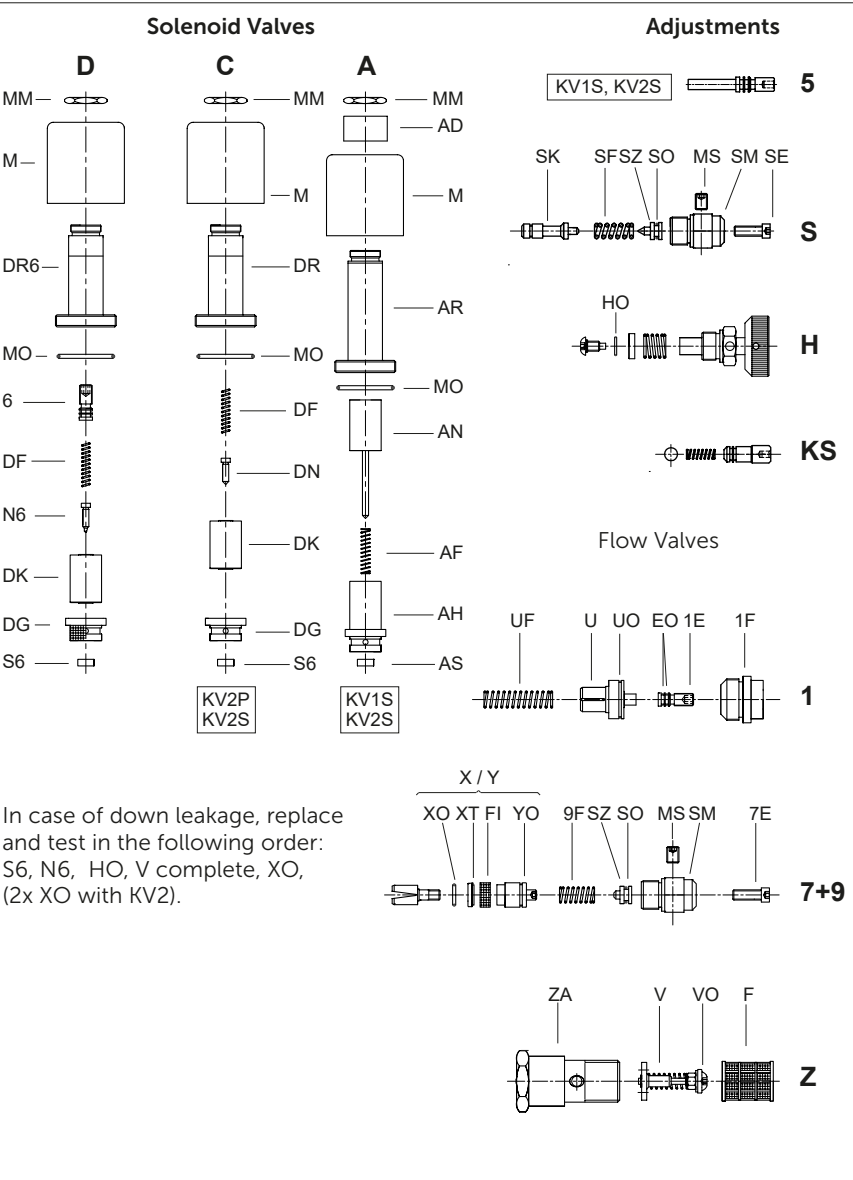 Solenoid Valves
Adjustments
D C A
MM MM MM
AD
M M M
DR6 DR AR
MO MO MO
6 DF AN
DF DN
N6 DK AF
DK
DG DG AH
S6 S6 AS
KV2P
KV2S
KV1S
KV2S
KV1S, KV2S 5
SK SF SZ SO MS SM SE
S
HO
H
KS
Flow Valves
UF U UO EO 1E 1F
1
In case of down leakage, replace
and test in the following order:
S6, N6, HO, V complete, XO,
(2x XO with KV2).
X / Y
XO XT FI YO 9F SZ SO MS SM 7E
7+9
ZA V VO F
Z